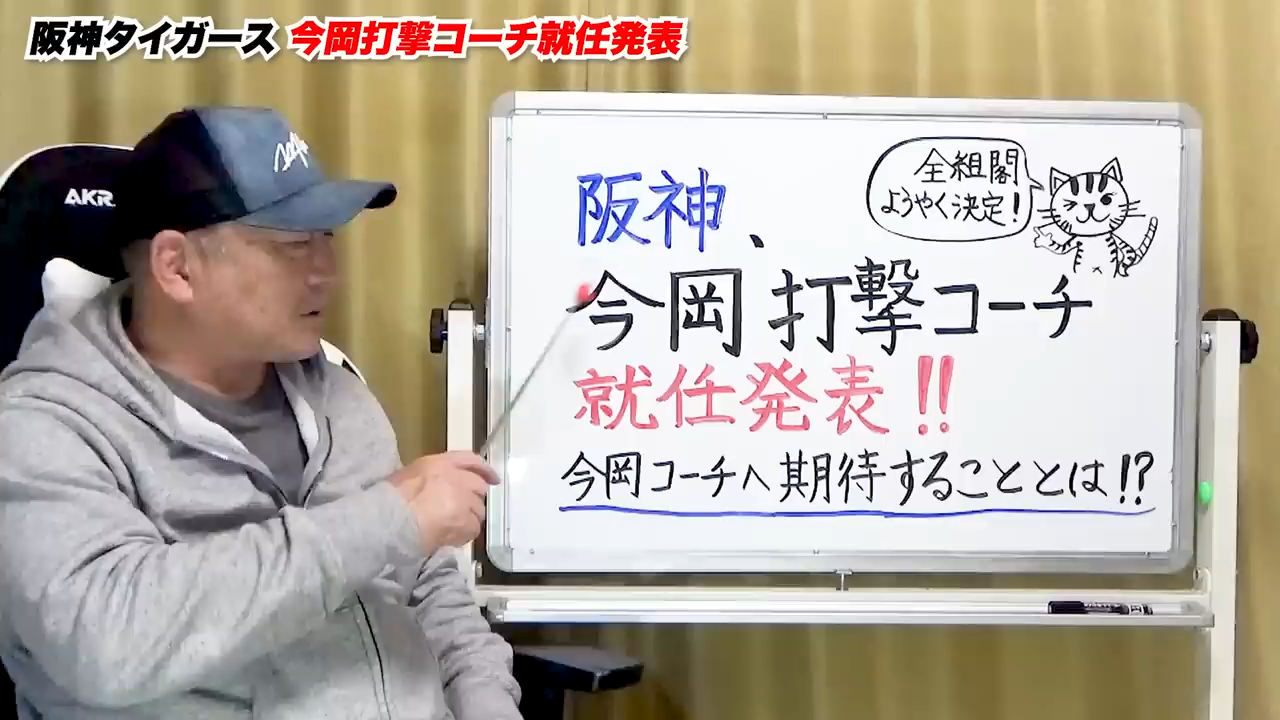 阪神タイガース 今岡打撃コーチ就任発表
AKR
全組閣
ようやく決定!
阪神、
今岡打撃コーチ
就任発表!!
今岡コーチへ期待することとは!?